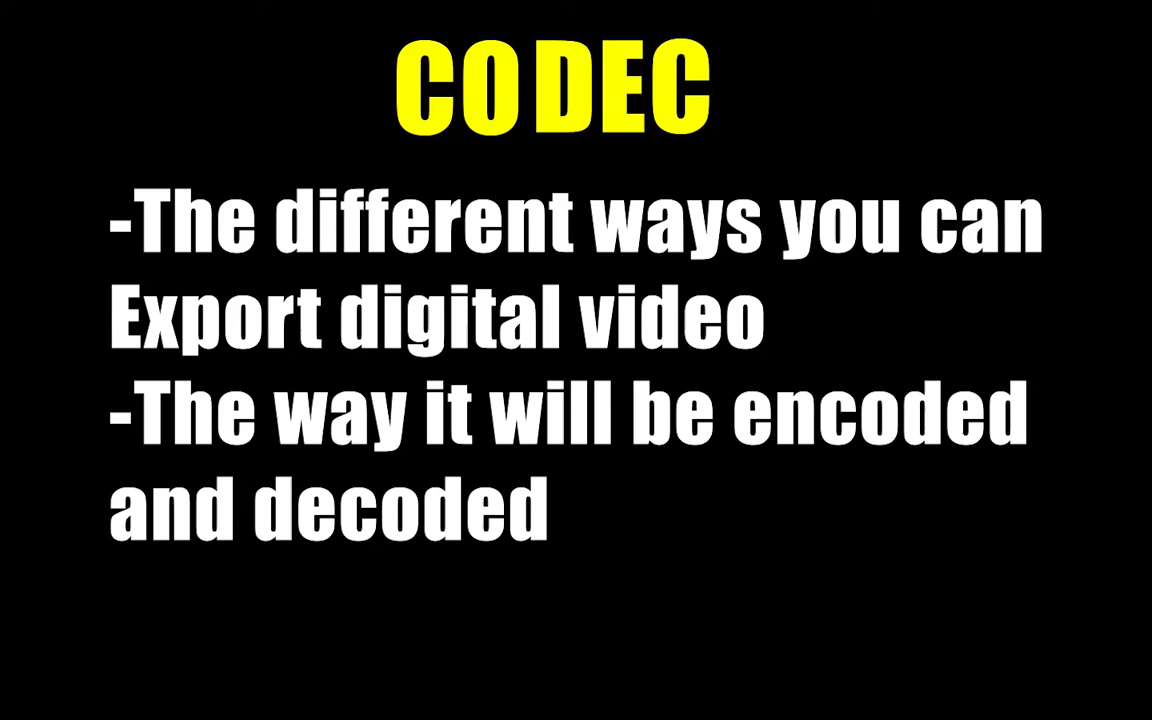 CODEC
-The different ways you can
Export digital video
-The way it will be encoded
and decoded